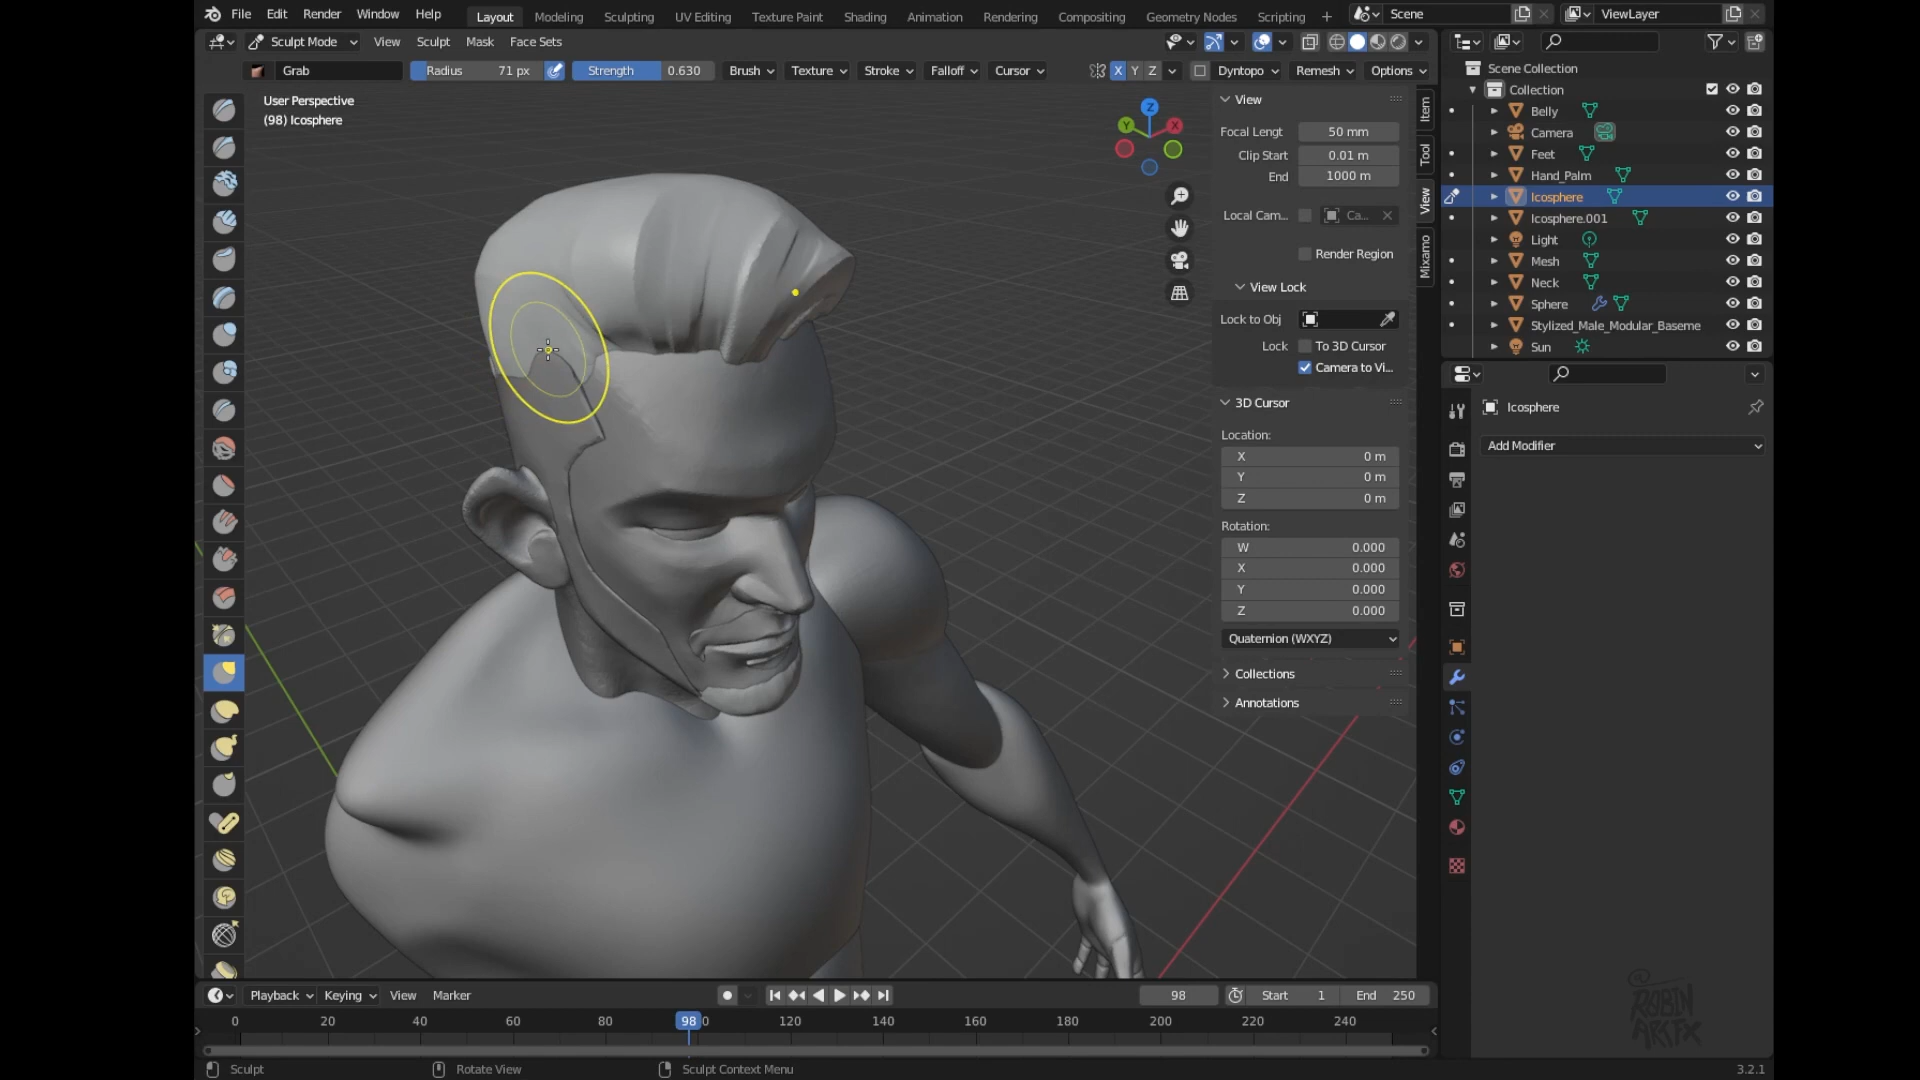 File Edit Render Window Help Layout Modeling Sculpting UV Editing Texture Paint Shading Animation Rendering Compositing Geometry Nodes Scripting + Scene ViewLayer
Sculpt Mode View Sculpt Mask Face Sets
Grab Radius 71 px Strength 0.630 Brush Texture Stroke Falloff Cursor X Y Z Dyntopo Remesh Options
User Perspective
(98) Icosphere
Z
Y
X
View
Focal Lengt 50 mm
Clip Start 0.01 m
End 1000 m
Local Cam... Ca...
Render Region
View Lock
Lock to Obj
Lock To 3D Cursor
Camera to Vi...
3D Cursor
Location:
X 0 m
Y 0 m
Z 0 m
Rotation:
W 0.000
X 0.000
Y 0.000
Z 0.000
Quaternion (WXYZ)
Collections
Annotations
Item
Tool
View
Mixamo
Scene Collection
Collection
Belly
Camera
Feet
Hand_Palm
Icosphere
Icosphere.001
Light
Mesh
Neck
Sphere
Stylized_Male_Modular_Baseme
Sun
Icosphere
Add Modifier
Playback Keying View Marker 98 Start 1 End 250
0 20 40 60 80 98 0 120 140 160 180 200 220 240
Sculpt Rotate View Sculpt Context Menu 3.2.1
@
ROBIN
ARTX